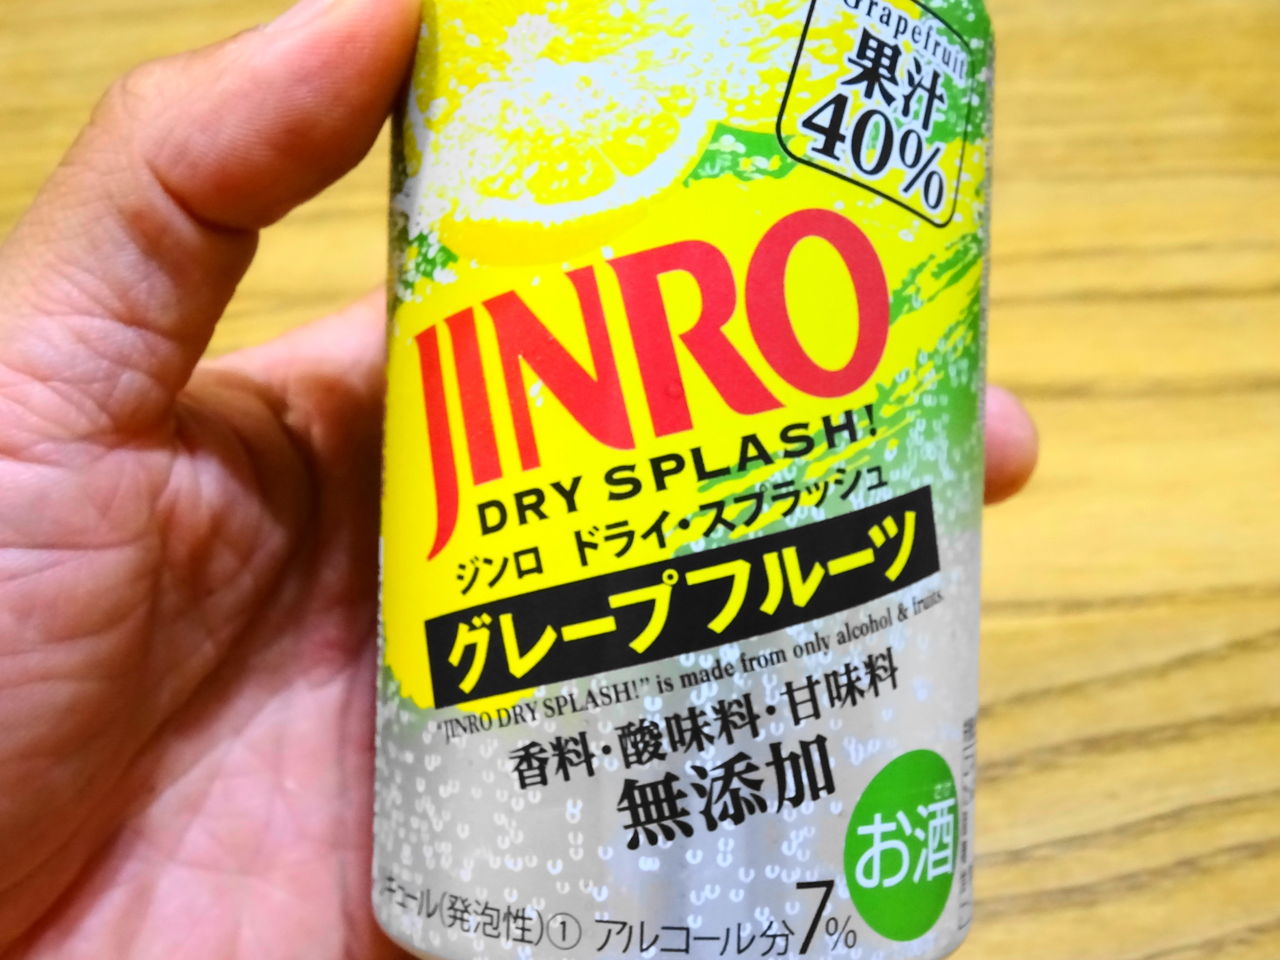 Grapefruit
果汁
40%
JINRO
DRY SPLASH!
ジンロ ドライ・スプラッシュ
グレープフルーツ
"JINRO DRY SPLASH!" is made from only alcohol & fruits.
香料・酸味料・甘味料
無添加
お酒
キュール(発泡性)① アルコール分7%